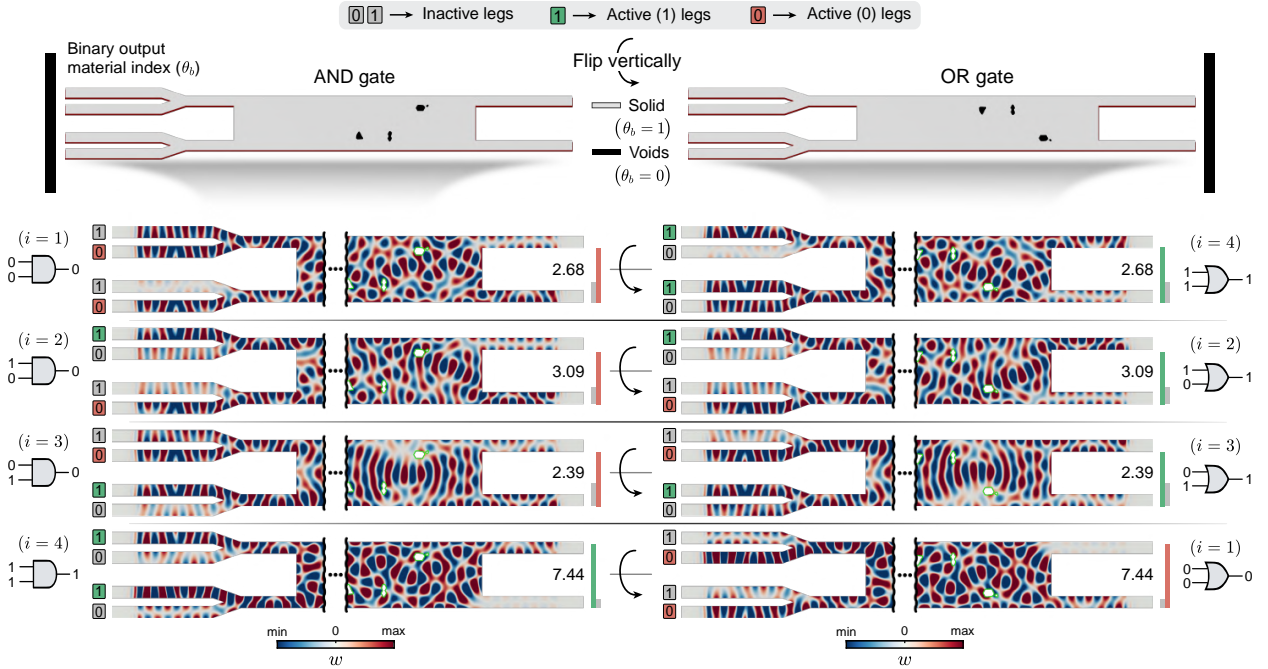 0 1 Inactive legs 1 Active (1) legs 0 Active (0) legs
Binary output
material index (θ_b)
AND gate
Flip vertically
OR gate
Solid
(θ_b = 1)
Voids
(θ_b = 0)
(i = 1)
0
0
0
1
0
1
0
2.68
1
0
1
0
2.68
(i = 4)
1
1
1
(i = 2)
1
0
0
1
0
1
0
3.09
1
0
1
0
3.09
(i = 2)
1
0
1
(i = 3)
0
1
0
1
0
1
0
2.39
1
0
1
0
2.39
(i = 3)
0
1
1
(i = 4)
1
1
1
1
0
1
0
7.44
1
0
1
0
7.44
(i = 1)
0
0
0
min 0 max
w
min 0 max
w